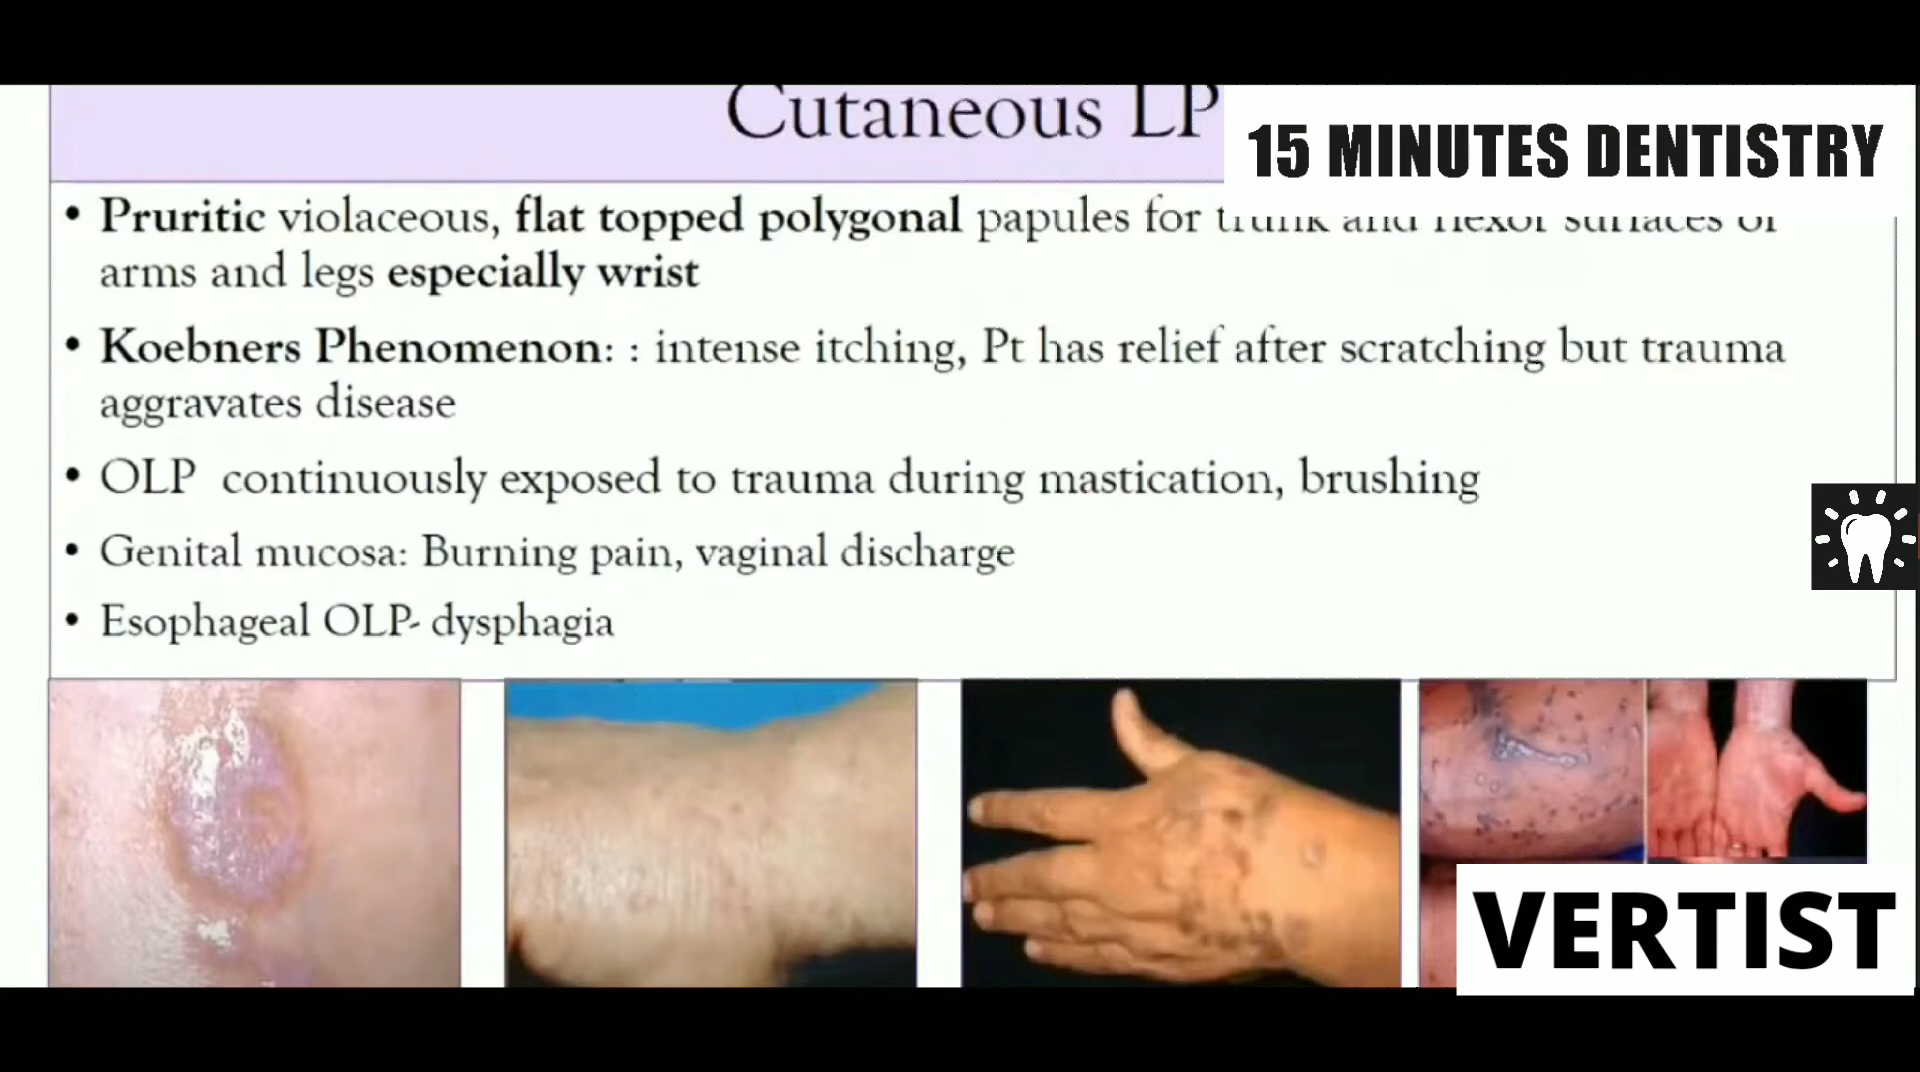 Cutaneous LP
15 MINUTES DENTISTRY
• Pruritic violaceous, flat topped polygonal papules for trunk and flexor surfaces of
arms and legs especially wrist
• Koebners Phenomenon: : intense itching, Pt has relief after scratching but trauma
aggravates disease
• OLP continuously exposed to trauma during mastication, brushing
• Genital mucosa: Burning pain, vaginal discharge
• Esophageal OLP- dysphagia
VERTIST